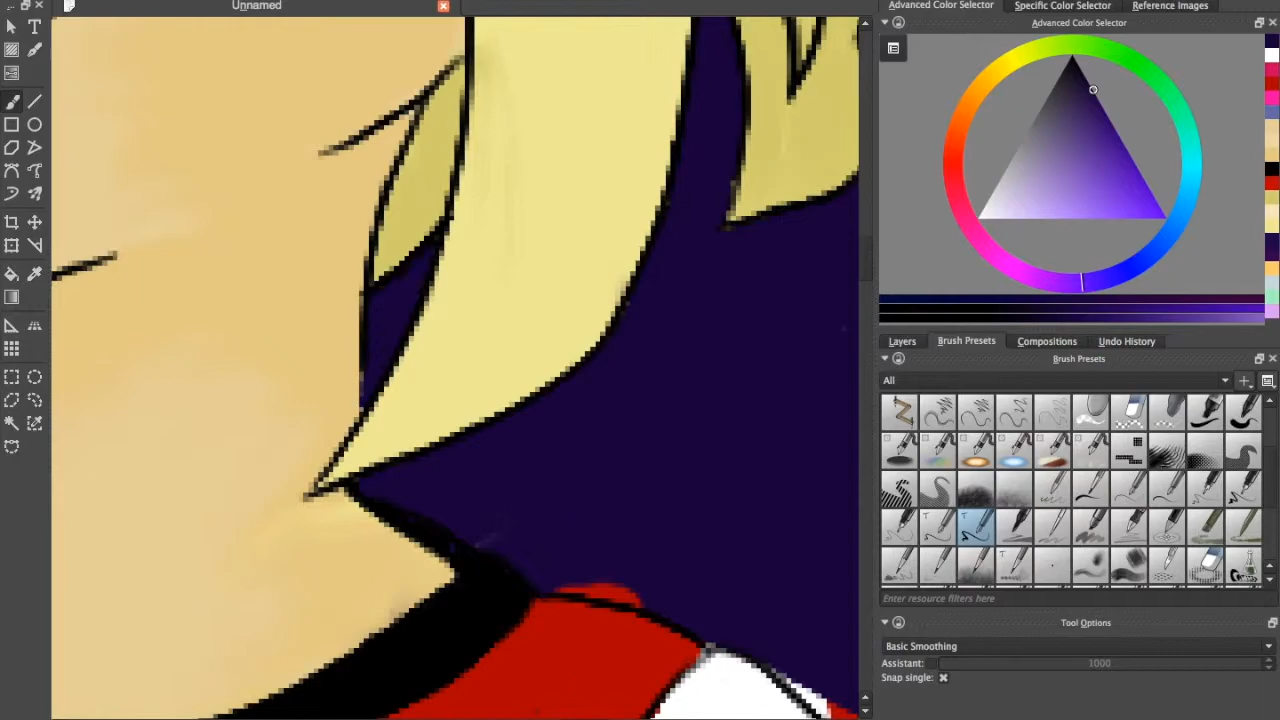 Unnamed
Advanced Color Selector Specific Color Selector Reference Images
Advanced Color Selector
Layers Brush Presets Compositions Undo History
Brush Presets
All
Enter resource filters here
Tool Options
Basic Smoothing
Assistant: 1000
Snap single: